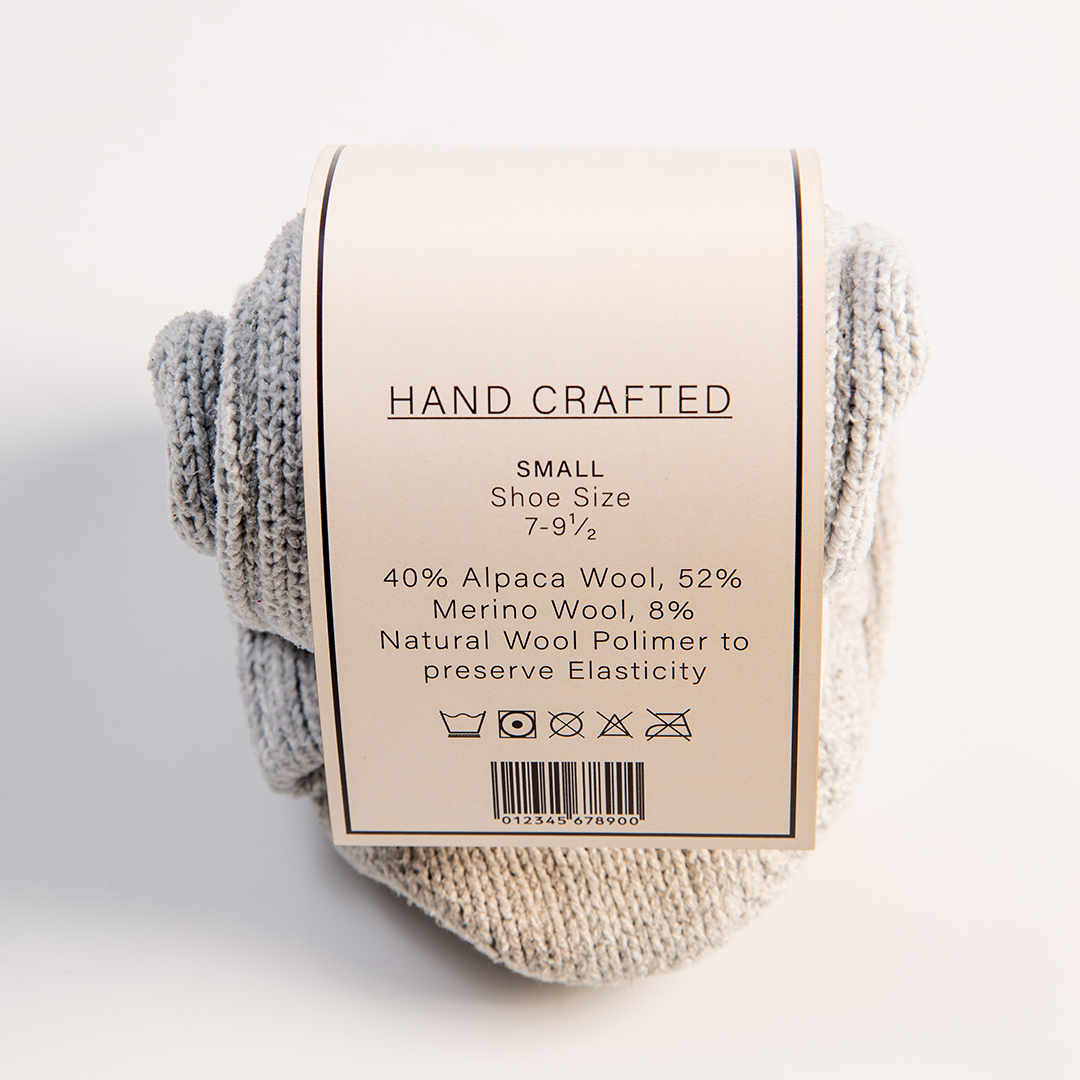 HAND CRAFTED
SMALL
Shoe Size
7-9½
40% Alpaca Wool, 52%
Merino Wool, 8%
Natural Wool Polimer to
preserve Elasticity
012345 678900